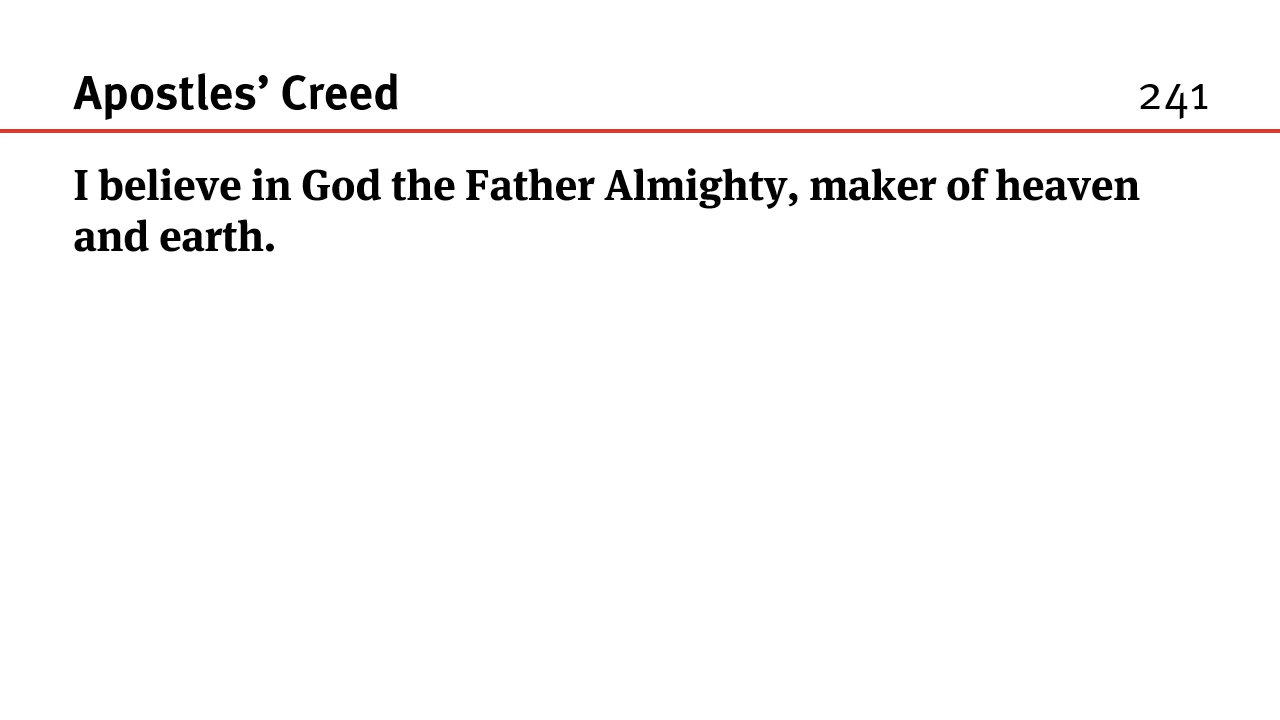 Apostles’ Creed 241
I believe in God the Father Almighty, maker of heaven
and earth.